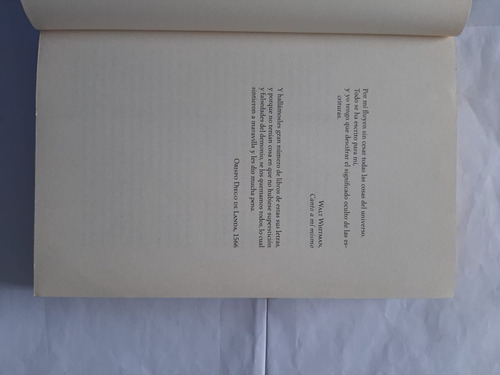 Por mí fluyen sin cesar todas las cosas del universo.
Todo se ha escrito para mí,
y yo tengo que descifrar el significado oculto de las es-
crituras.
Walt Whitman,
Canto a mí mismo
Y hallámosles gran número de libros de estas sus letras,
y porque no tenían cosa en que no hubiese superstición
y falsedades del demonio, se los quemamos todos, lo cual
sintieron a maravilla y les dio mucha pena.
Obispo Diego de Landa, 1566